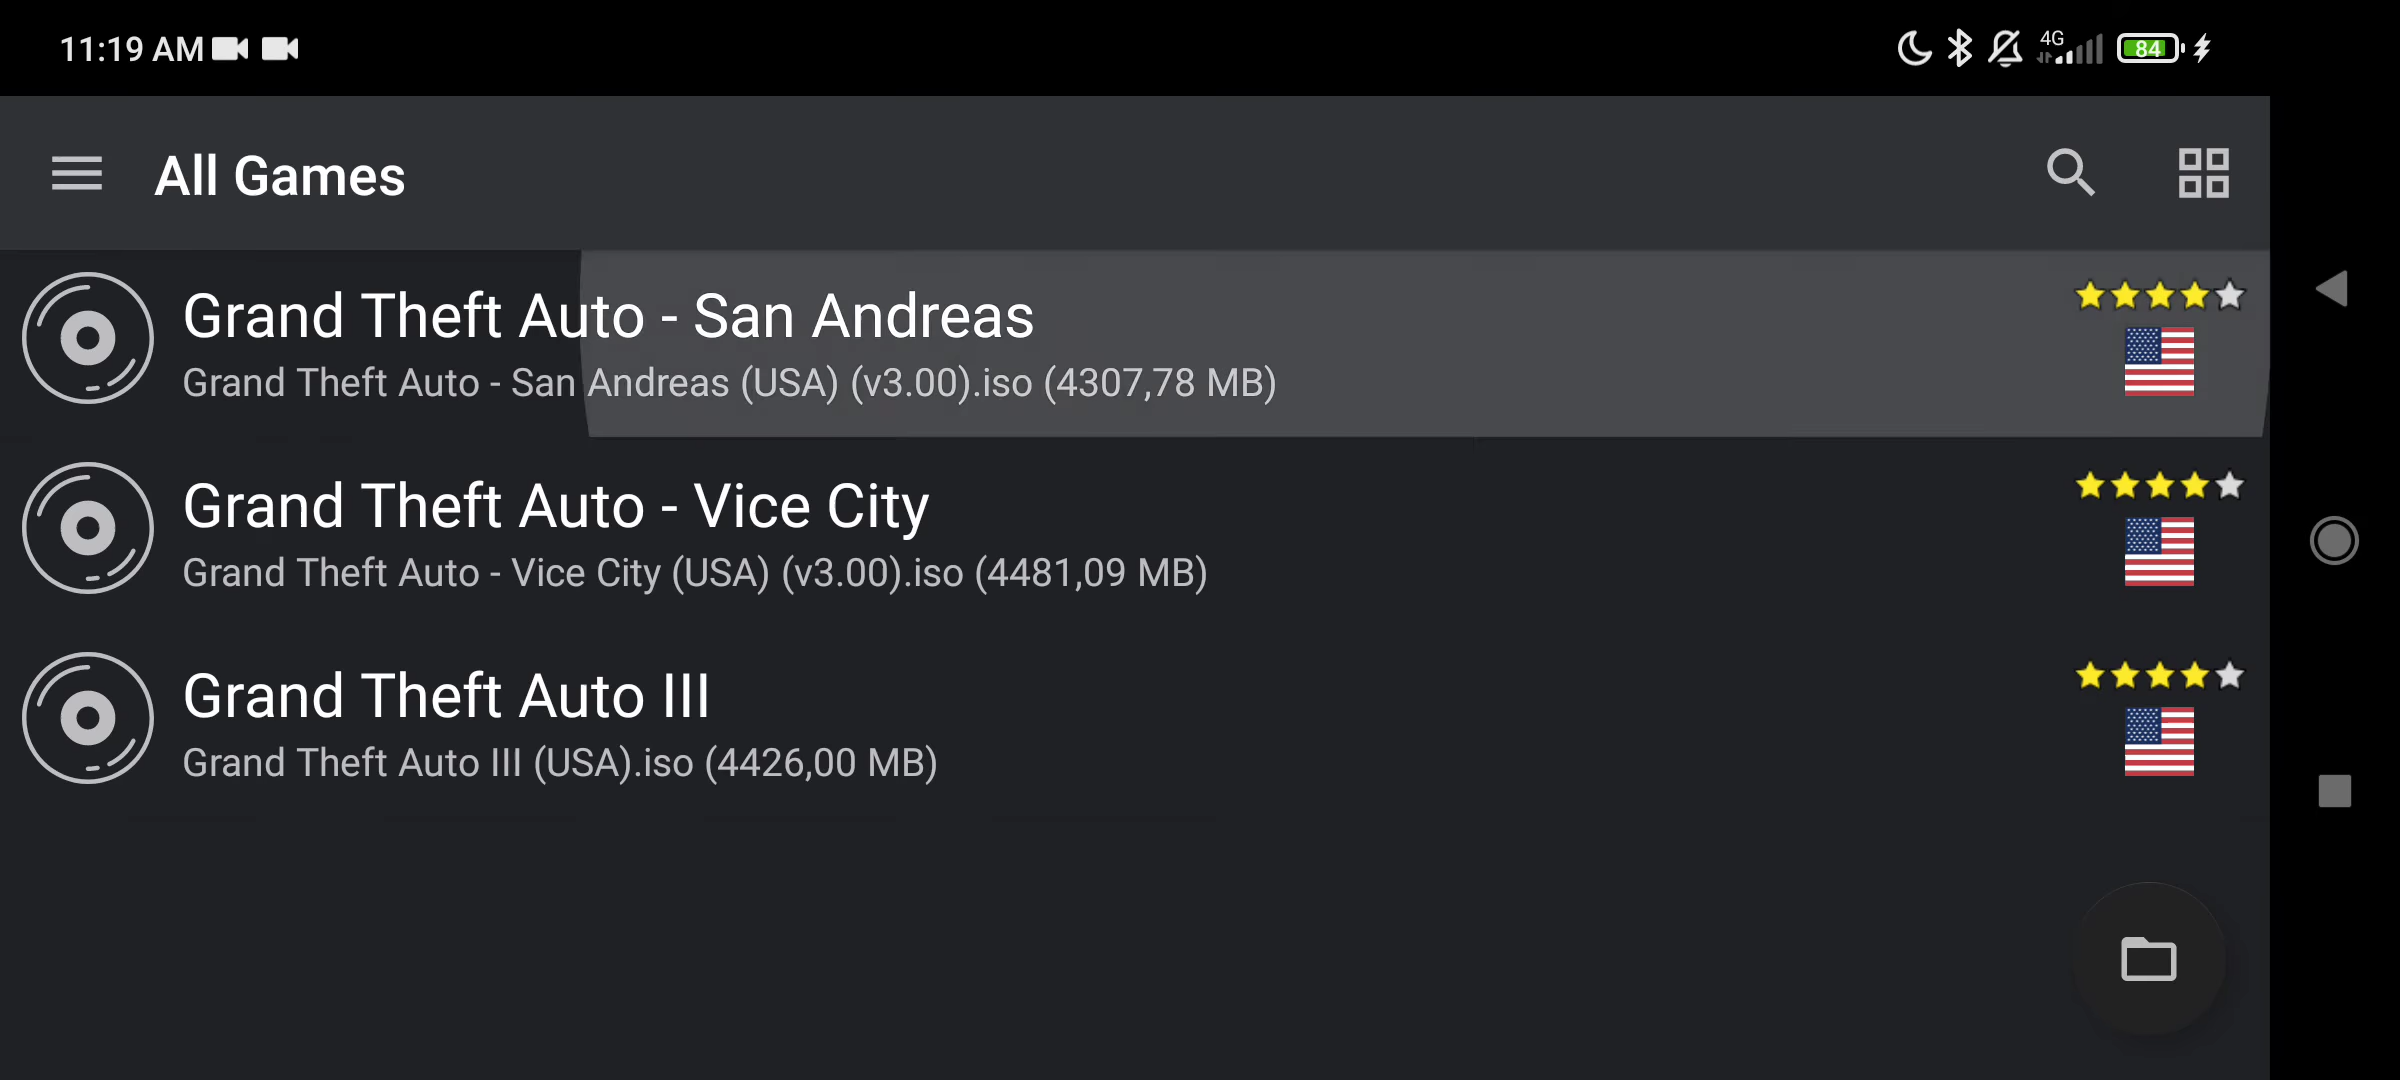 11:19 AM
4G
84
All Games
Grand Theft Auto - San Andreas
Grand Theft Auto - San Andreas (USA) (v3.00).iso (4307,78 MB)
Grand Theft Auto - Vice City
Grand Theft Auto - Vice City (USA) (v3.00).iso (4481,09 MB)
Grand Theft Auto III
Grand Theft Auto III (USA).iso (4426,00 MB)